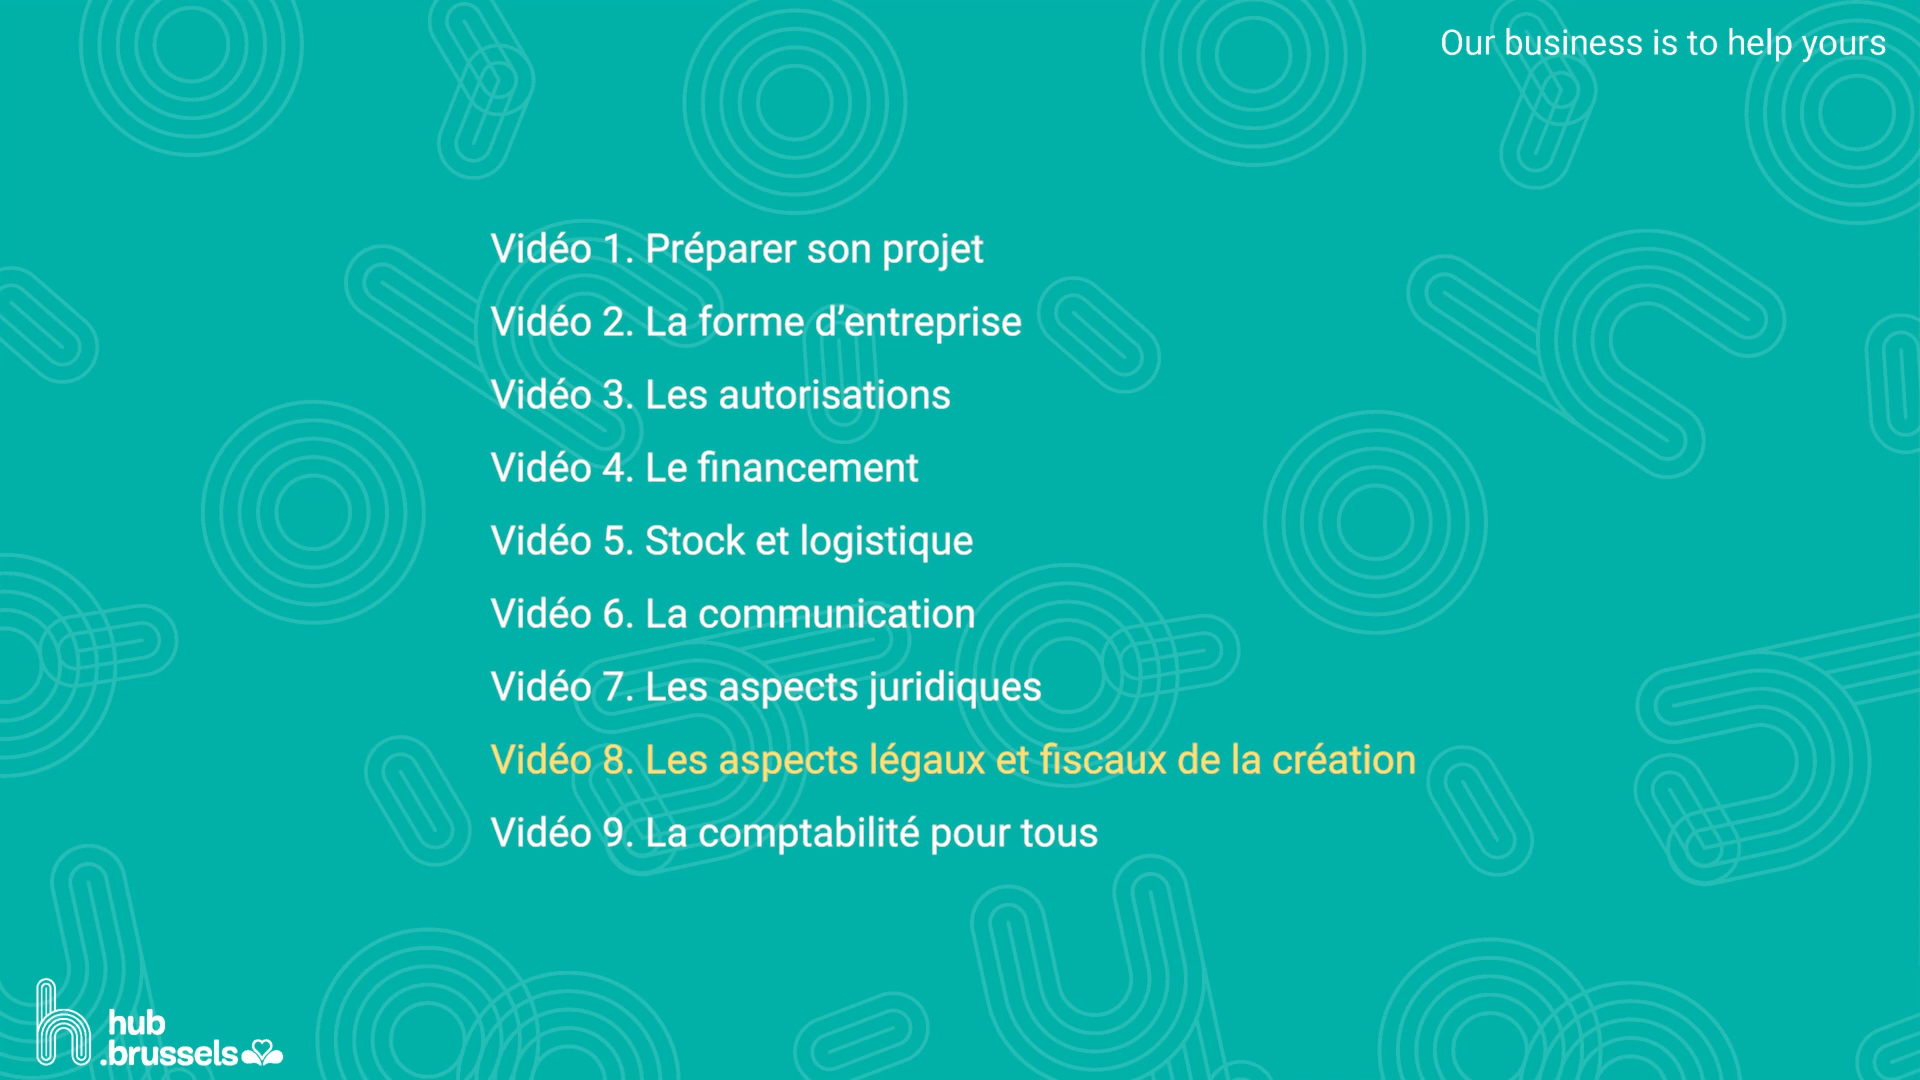 Our business is to help yours
Vidéo 1. Préparer son projet
Vidéo 2. La forme d’entreprise
Vidéo 3. Les autorisations
Vidéo 4. Le financement
Vidéo 5. Stock et logistique
Vidéo 6. La communication
Vidéo 7. Les aspects juridiques
Vidéo 8. Les aspects légaux et fiscaux de la création
Vidéo 9. La comptabilité pour tous
hub
.brussels